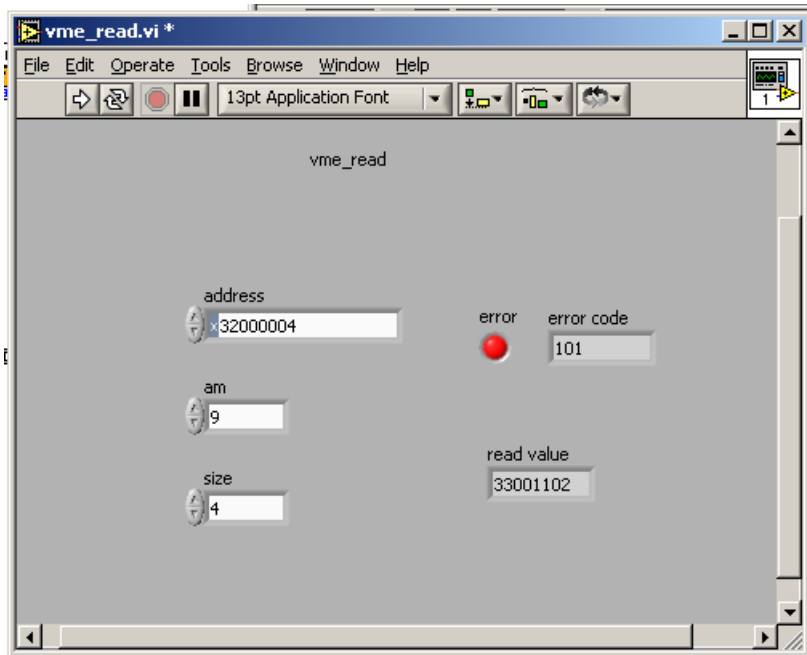 vme_read.vi *
File Edit Operate Tools Browse Window Help
13pt Application Font
1
vme_read
address
x32000004
error
error code
101
am
9
read value
33001102
size
4